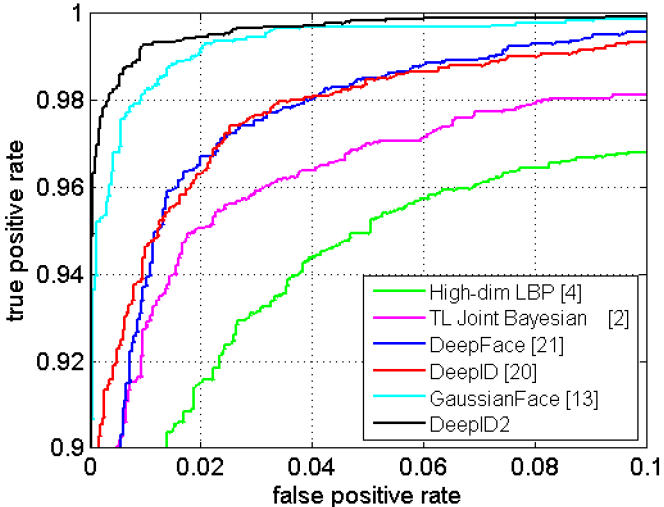 1
0.98
0.96
0.94
0.92
0.9
true positive rate
High-dim LBP [4]
TL Joint Bayesian [2]
DeepFace [21]
DeepID [20]
GaussianFace [13]
DeepID2
0 0.02 0.04 0.06 0.08 0.1
false positive rate